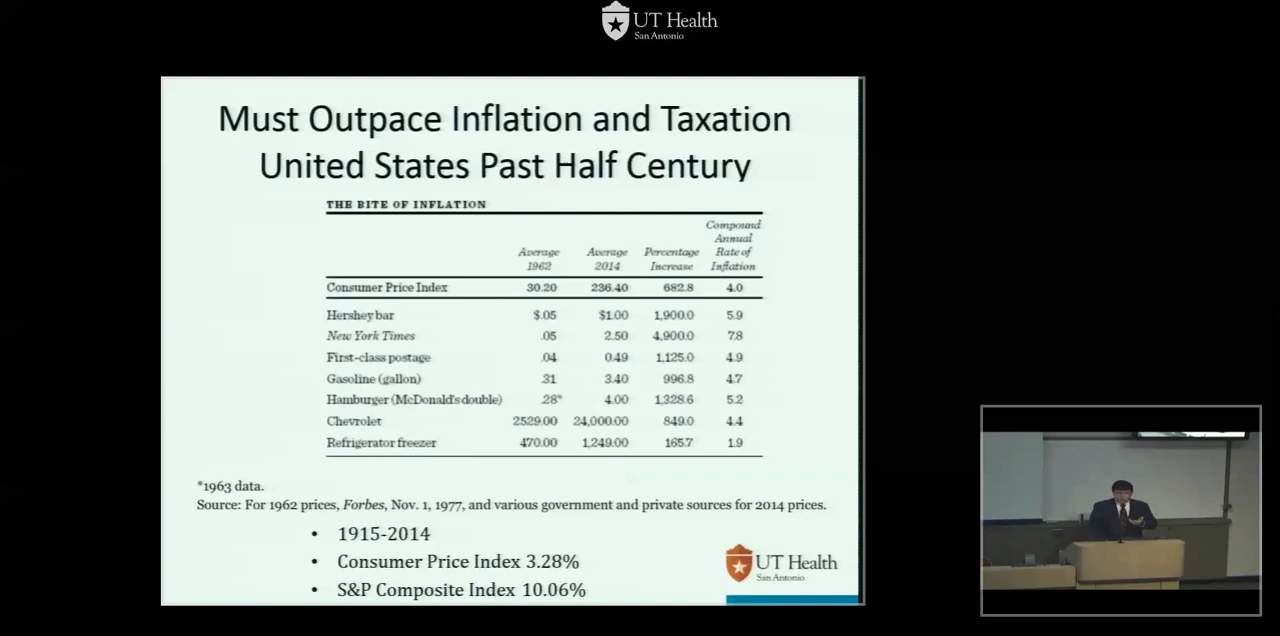 UT Health
San Antonio
Must Outpace Inflation and Taxation
United States Past Half Century
THE BITE OF INFLATION
Average 1962 Average 2014 Percentage Increase Compound Annual Rate of Inflation
Consumer Price Index 30.20 236.40 682.8 4.0
Hershey bar $.05 $1.00 1,900.0 5.9
New York Times .05 2.50 4,900.0 7.8
First-class postage .04 0.49 1,125.0 4.9
Gasoline (gallon) .31 3.40 996.8 4.7
Hamburger (McDonald's double) .28* 4.00 1,328.6 5.2
Chevrolet 2529.00 24,000.00 849.0 4.4
Refrigerator freezer 470.00 1,249.00 165.7 1.9
*1963 data.
Source: For 1962 prices, Forbes, Nov. 1, 1977, and various government and private sources for 2014 prices.
• 1915-2014
• Consumer Price Index 3.28%
• S&P Composite Index 10.06%
UT Health
San Antonio